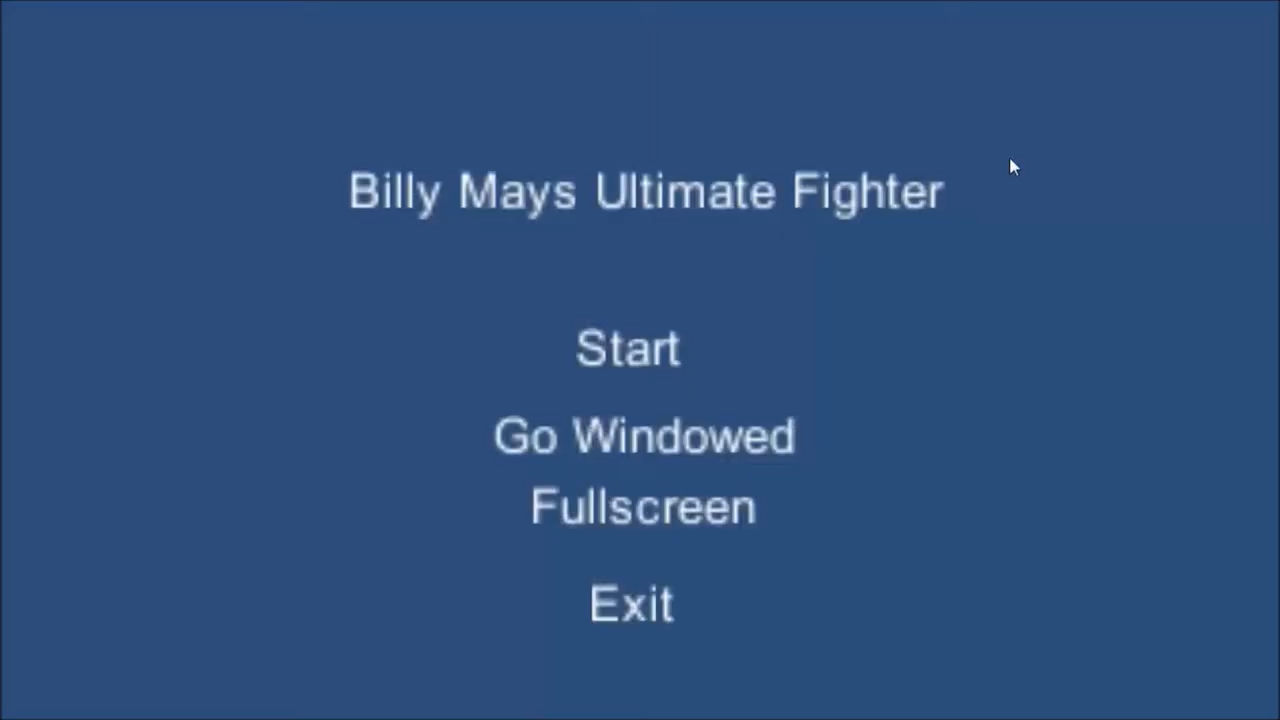 Billy Mays Ultimate Fighter
Start
Go Windowed
Fullscreen
Exit